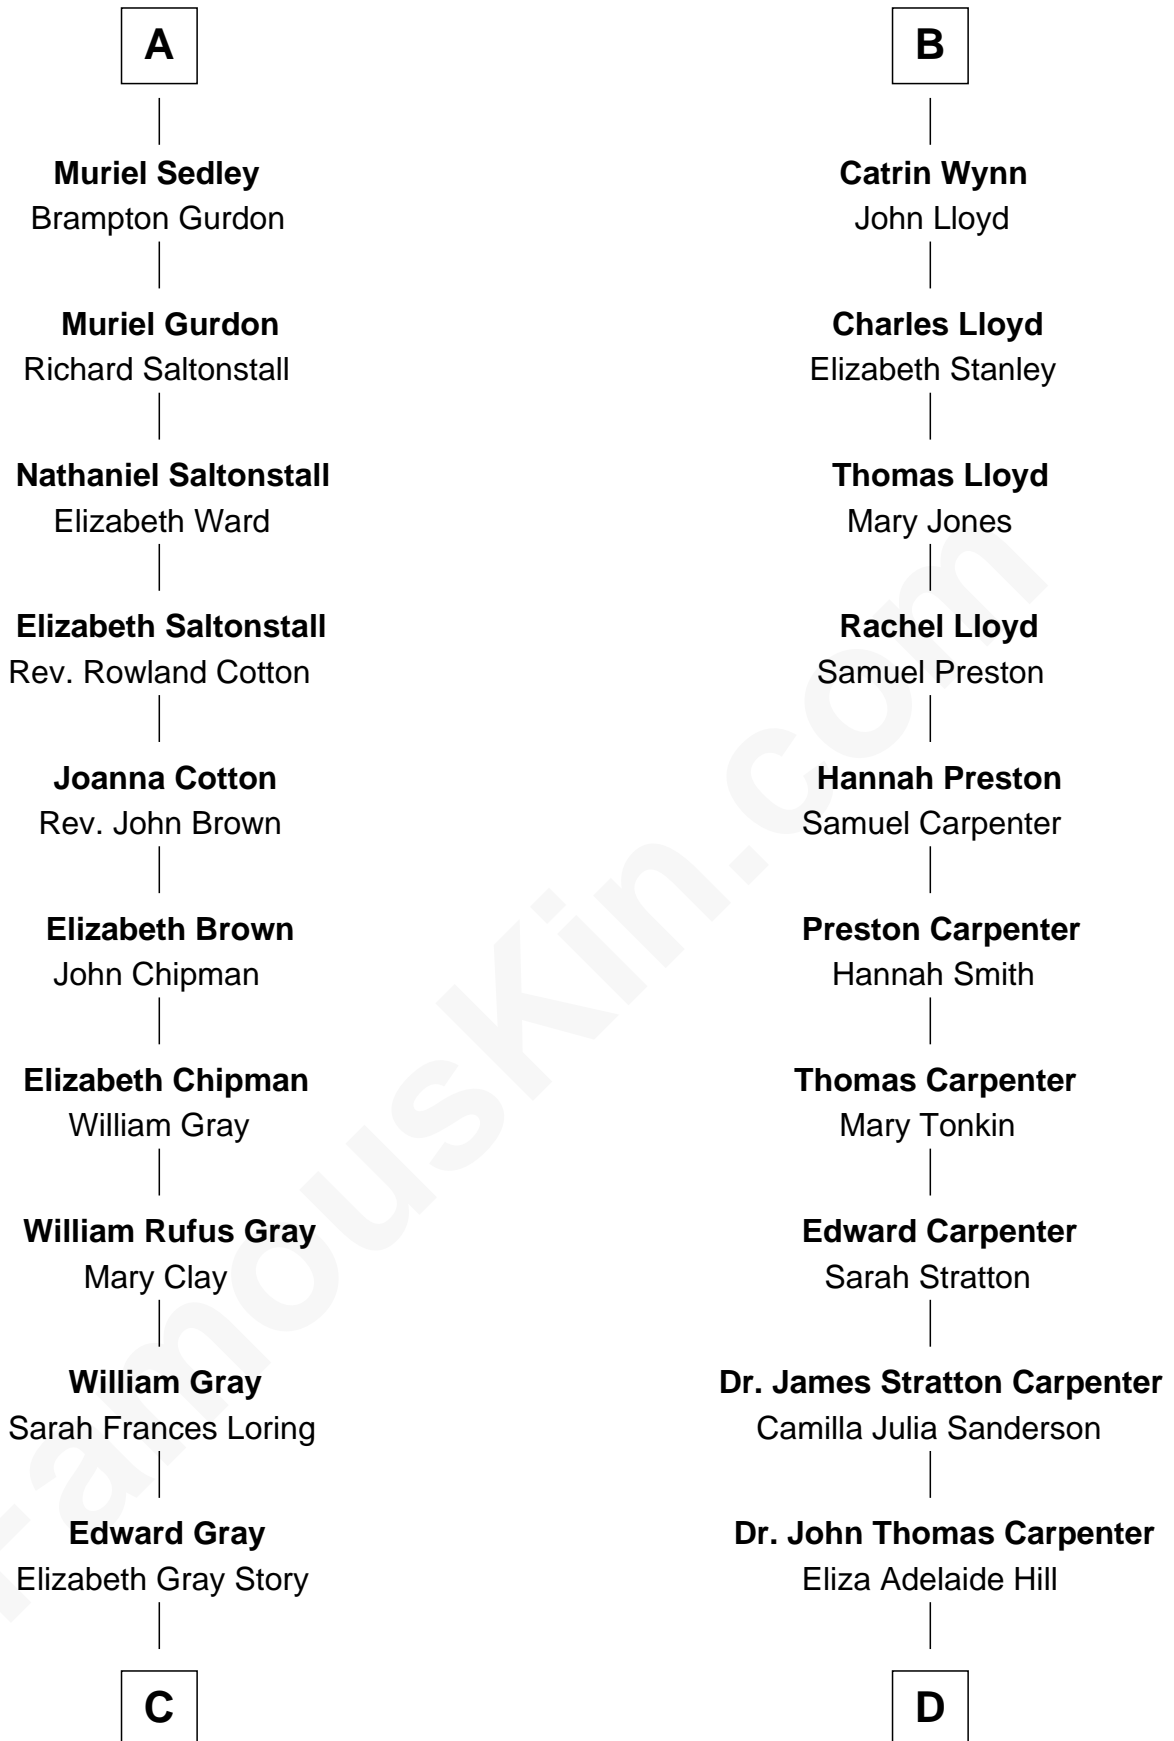 A
Muriel Sedley
Brampton Gurdon
Muriel Gurdon
Richard Saltonstall
Nathaniel Saltonstall
Elizabeth Ward
Elizabeth Saltonstall
Rev. Rowland Cotton
Joanna Cotton
Rev. John Brown
Elizabeth Brown
John Chipman
Elizabeth Chipman
William Gray
William Rufus Gray
Mary Clay
William Gray
Sarah Frances Loring
Edward Gray
Elizabeth Gray Story
C
B
Catrin Wynn
John Lloyd
Charles Lloyd
Elizabeth Stanley
Thomas Lloyd
Mary Jones
Rachel Lloyd
Samuel Preston
Hannah Preston
Samuel Carpenter
Preston Carpenter
Hannah Smith
Thomas Carpenter
Mary Tonkin
Edward Carpenter
Sarah Stratton
Dr. James Stratton Carpenter
Camilla Julia Sanderson
Dr. John Thomas Carpenter
Eliza Adelaide Hill
D
FamousKin.com